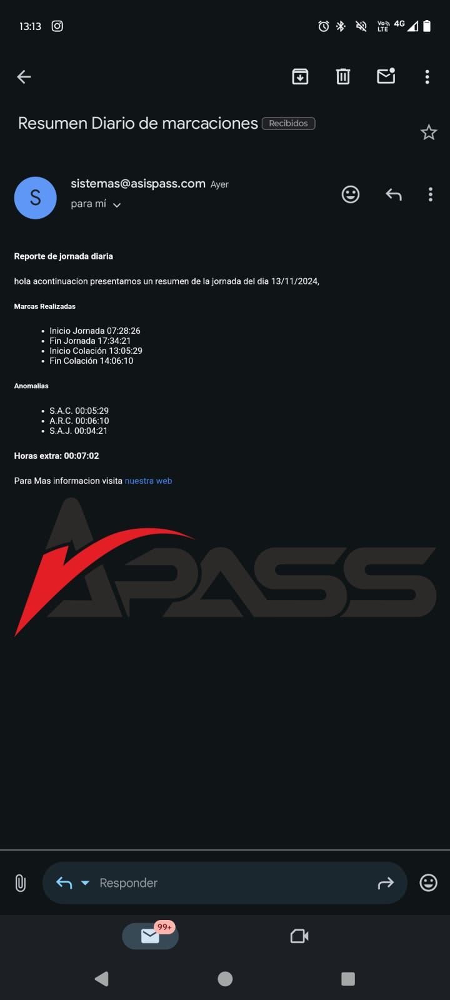 13:13
Vo LTE 4G
Resumen Diario de marcaciones Recibidos
S
sistemas@asispass.com Ayer
para mí
Reporte de jornada diaria
hola acontinuacion presentamos un resumen de la jornada del dia 13/11/2024,
Marcas Realizadas
• Inicio Jornada 07:28:26
• Fin Jornada 17:34:21
• Inicio Colación 13:05:29
• Fin Colación 14:06:10
Anomalias
• S.A.C. 00:05:29
• A.R.C. 00:06:10
• S.A.J. 00:04:21
Horas extra: 00:07:02
Para Mas informacion visita nuestra web
APASS
Responder
99+